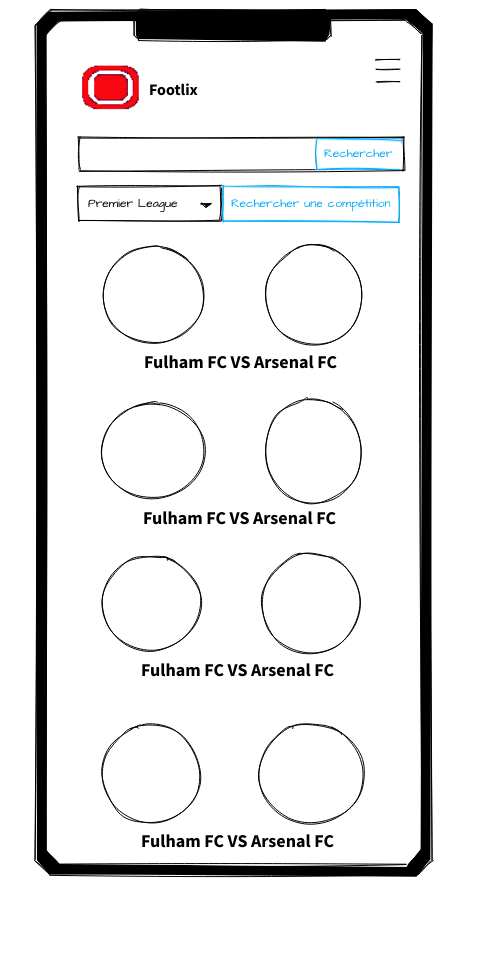 Footlix
Rechercher
Premier League
Rechercher une compétition
Fulham FC VS Arsenal FC
Fulham FC VS Arsenal FC
Fulham FC VS Arsenal FC
Fulham FC VS Arsenal FC